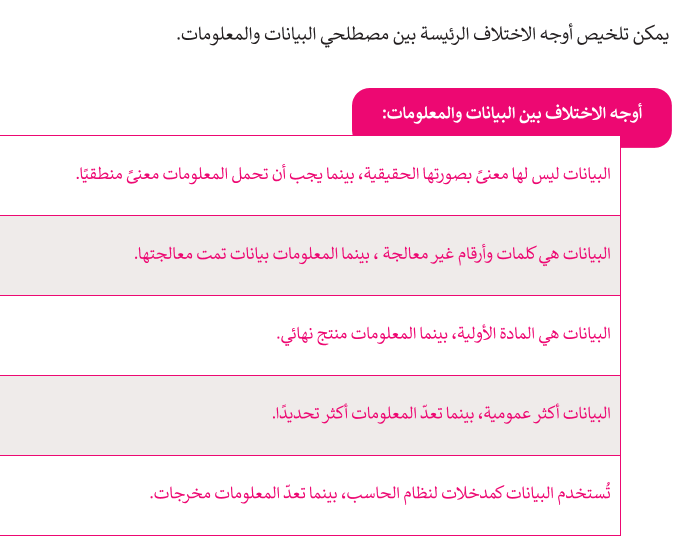 يمكن تلخيص أوجه الاختلاف الرئيسة بين مصطلحي البيانات والمعلومات.
أوجه الاختلاف بين البيانات والمعلومات:
البيانات ليس لها معنىً بصورتها الحقيقية، بينما يجب أن تحمل المعلومات معنىً منطقيًا.
البيانات هي كلمات وأرقام غير معالجة ، بينما المعلومات بيانات تمت معالجتها.
البيانات هي المادة الأولية، بينما المعلومات منتج نهائي.
البيانات أكثر عمومية، بينما تعدّ المعلومات أكثر تحديدًا.
تُستخدم البيانات كمدخلات لنظام الحاسب، بينما تعدّ المعلومات مخرجات.